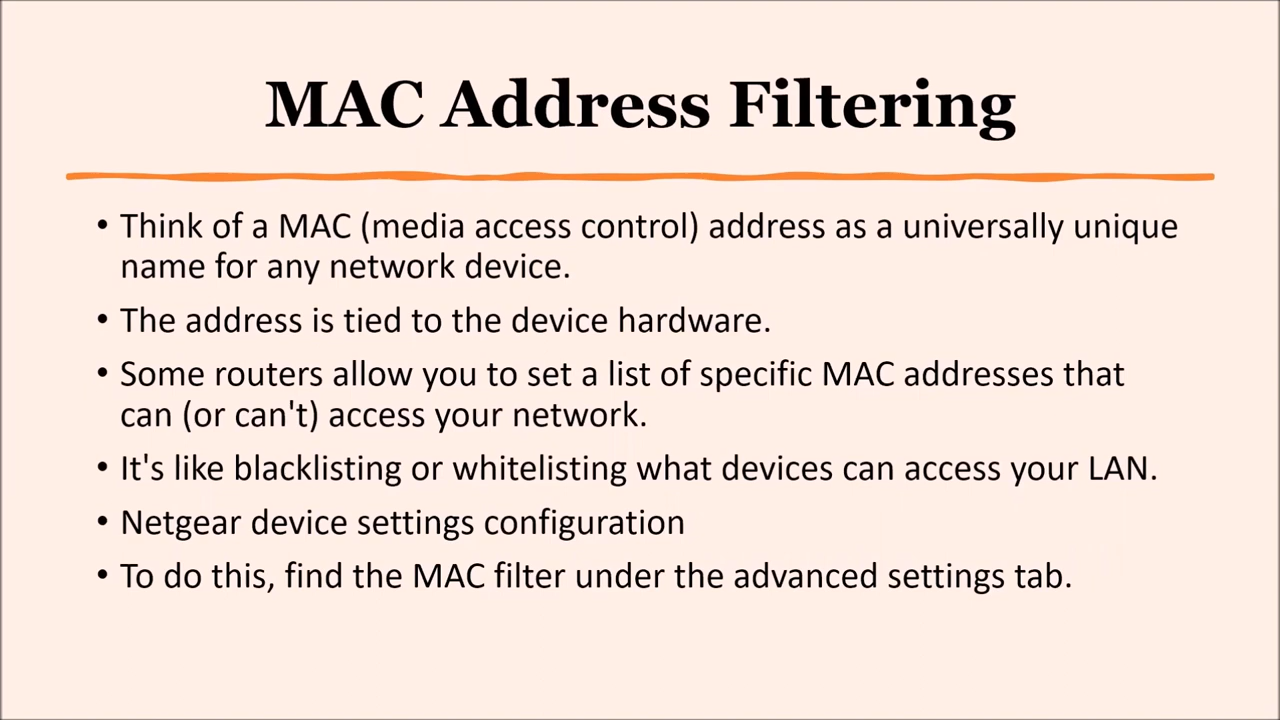 MAC Address Filtering
• Think of a MAC (media access control) address as a universally unique
name for any network device.
• The address is tied to the device hardware.
• Some routers allow you to set a list of specific MAC addresses that
can (or can't) access your network.
• It's like blacklisting or whitelisting what devices can access your LAN.
• Netgear device settings configuration
• To do this, find the MAC filter under the advanced settings tab.